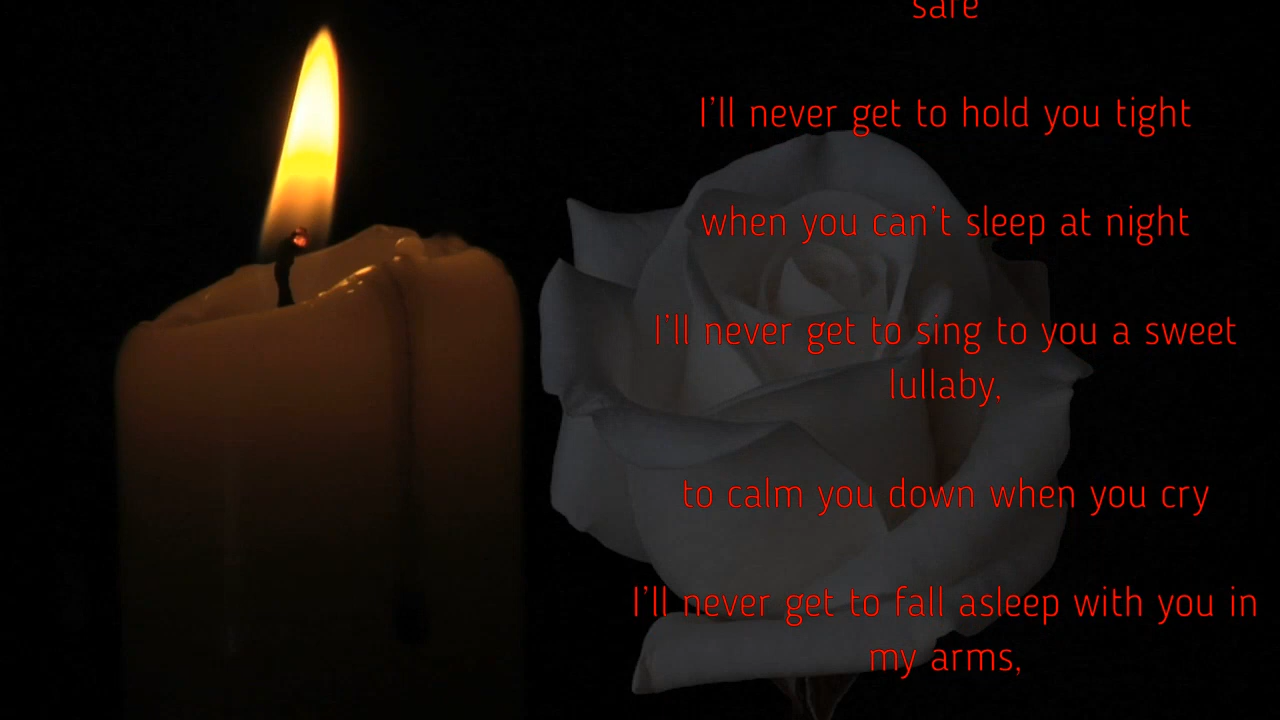 safe
I'll never get to hold you tight
when you can't sleep at night
I'll never get to sing to you a sweet
lullaby,
to calm you down when you cry
I'll never get to fall asleep with you in
my arms,